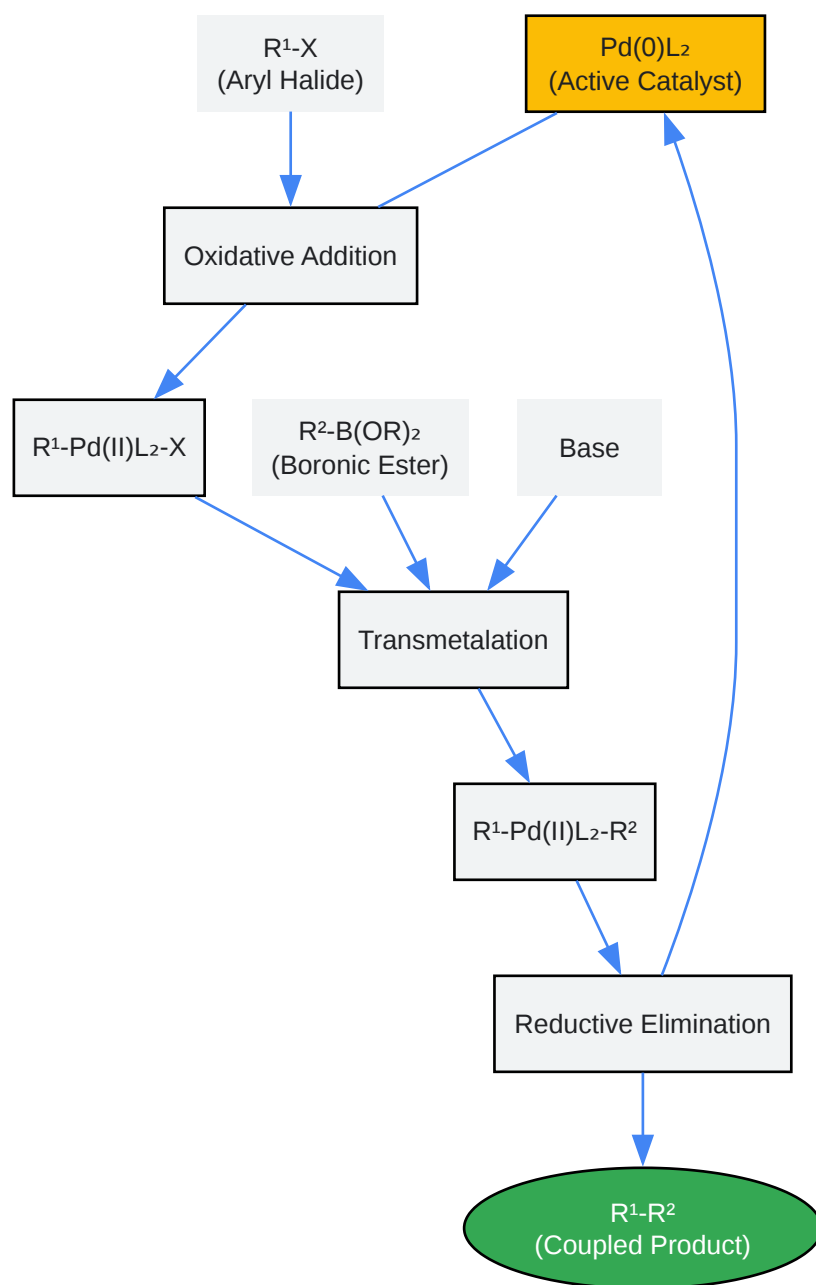 R¹-X
(Aryl Halide)
Pd(0)L₂
(Active Catalyst)
Oxidative Addition
R¹-Pd(II)L₂-X
R²-B(OR)₂
(Boronic Ester)
Base
Transmetalation
R¹-Pd(II)L₂-R²
Reductive Elimination
R¹-R²
(Coupled Product)